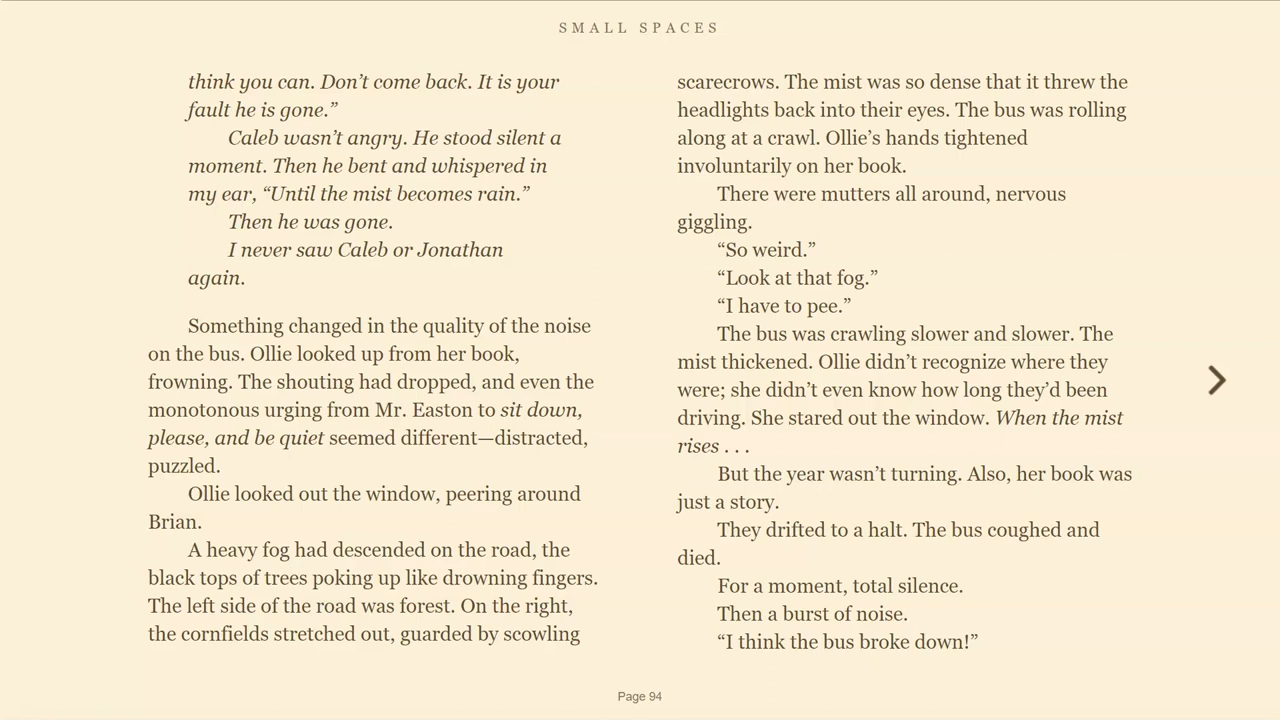 SMALL SPACES
think you can. Don’t come back. It is your
fault he is gone.”
Caleb wasn’t angry. He stood silent a
moment. Then he bent and whispered in
my ear, “Until the mist becomes rain.”
Then he was gone.
I never saw Caleb or Jonathan
again.
Something changed in the quality of the noise
on the bus. Ollie looked up from her book,
frowning. The shouting had dropped, and even the
monotonous urging from Mr. Easton to sit down,
please, and be quiet seemed different—distracted,
puzzled.
Ollie looked out the window, peering around
Brian.
A heavy fog had descended on the road, the
black tops of trees poking up like drowning fingers.
The left side of the road was forest. On the right,
the cornfields stretched out, guarded by scowling
scarecrows. The mist was so dense that it threw the
headlights back into their eyes. The bus was rolling
along at a crawl. Ollie’s hands tightened
involuntarily on her book.
There were mutters all around, nervous
giggling.
“So weird.”
“Look at that fog.”
“I have to pee.”
The bus was crawling slower and slower. The
mist thickened. Ollie didn’t recognize where they
were; she didn’t even know how long they’d been
driving. She stared out the window. When the mist
rises . . .
But the year wasn’t turning. Also, her book was
just a story.
They drifted to a halt. The bus coughed and
died.
For a moment, total silence.
Then a burst of noise.
“I think the bus broke down!”
Page 94